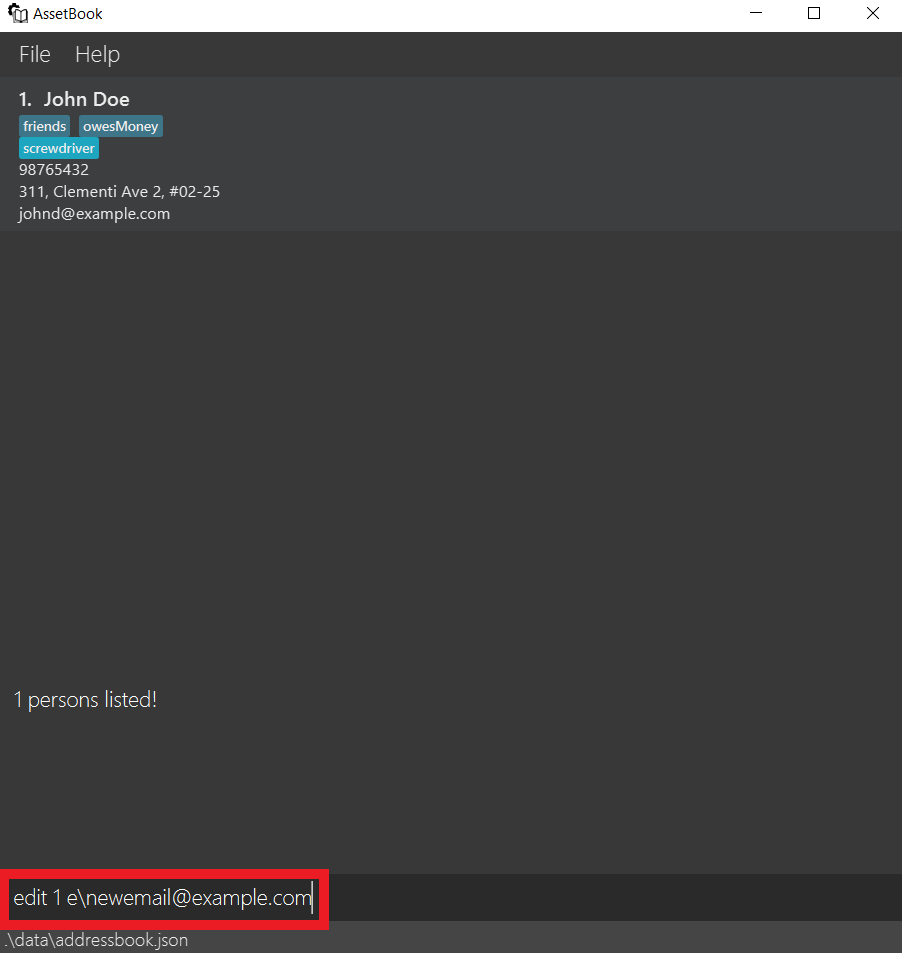 AssetBook
File Help
1. John Doe
friends owesMoney
screwdriver
98765432
311, Clementi Ave 2, #02-25
johnd@example.com
1 persons listed!
edit 1 e\newemail@example.com
.\data\addressbook.json